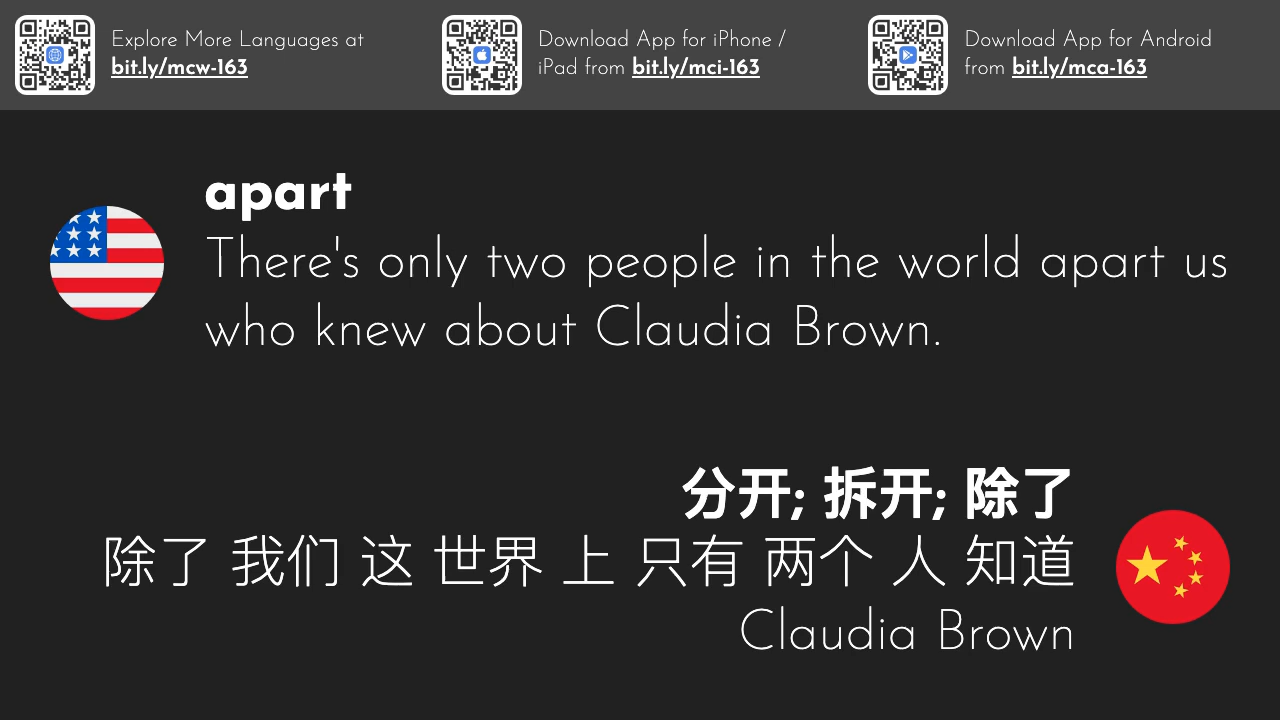 Explore More Languages at
bit.ly/mcw-163
Download App for iPhone /
iPad from bit.ly/mci-163
Download App for Android
from bit.ly/mca-163
apart
There's only two people in the world apart us
who knew about Claudia Brown.
分开; 拆开; 除了
除了 我们 这 世界 上 只有 两个 人 知道
Claudia Brown